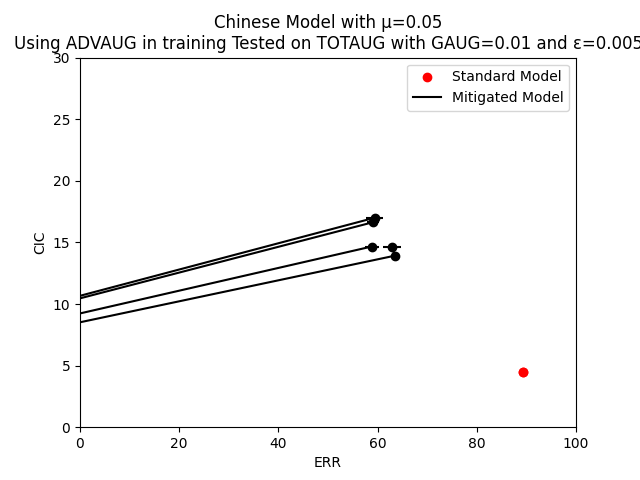 Chinese Model with μ=0.05
Using ADVAUG in training Tested on TOTAUG with GAUG=0.01 and ε=0.005
Standard Model
Mitigated Model
30
25
20
15
10
5
0
CIC
0 20 40 60 80 100
ERR